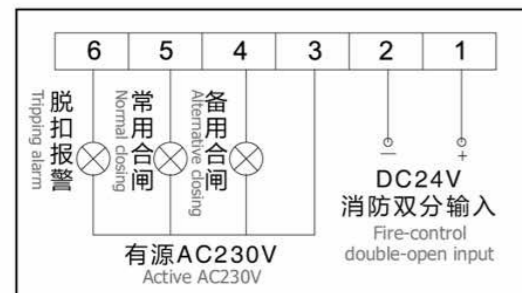 6 5 4 3 2 1
脱扣报警
Tripping alarm
常用合闸
Normal closing
备用合闸
Alternative closing
— +
DC24V
消防双分输入
Fire-control
double-open input
有源AC230V
Active AC230V